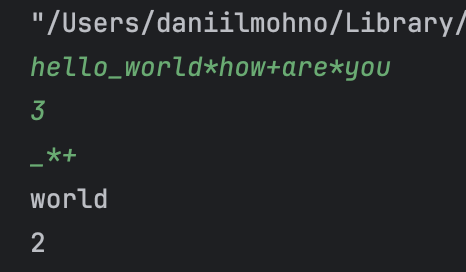 "/Users/daniilmohno/Library/
hello_world*how+are*you
3
_*+
world
2